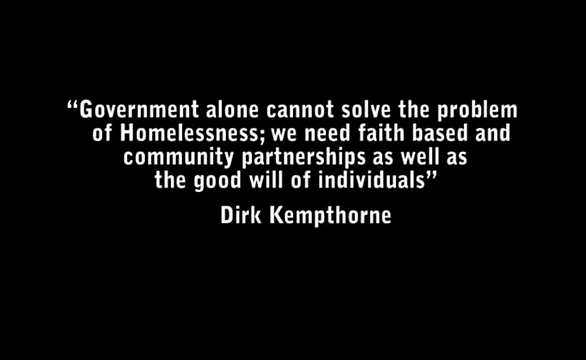 “Government alone cannot solve the problem
of Homelessness; we need faith based and
community partnerships as well as
the good will of individuals”
Dirk Kempthorne